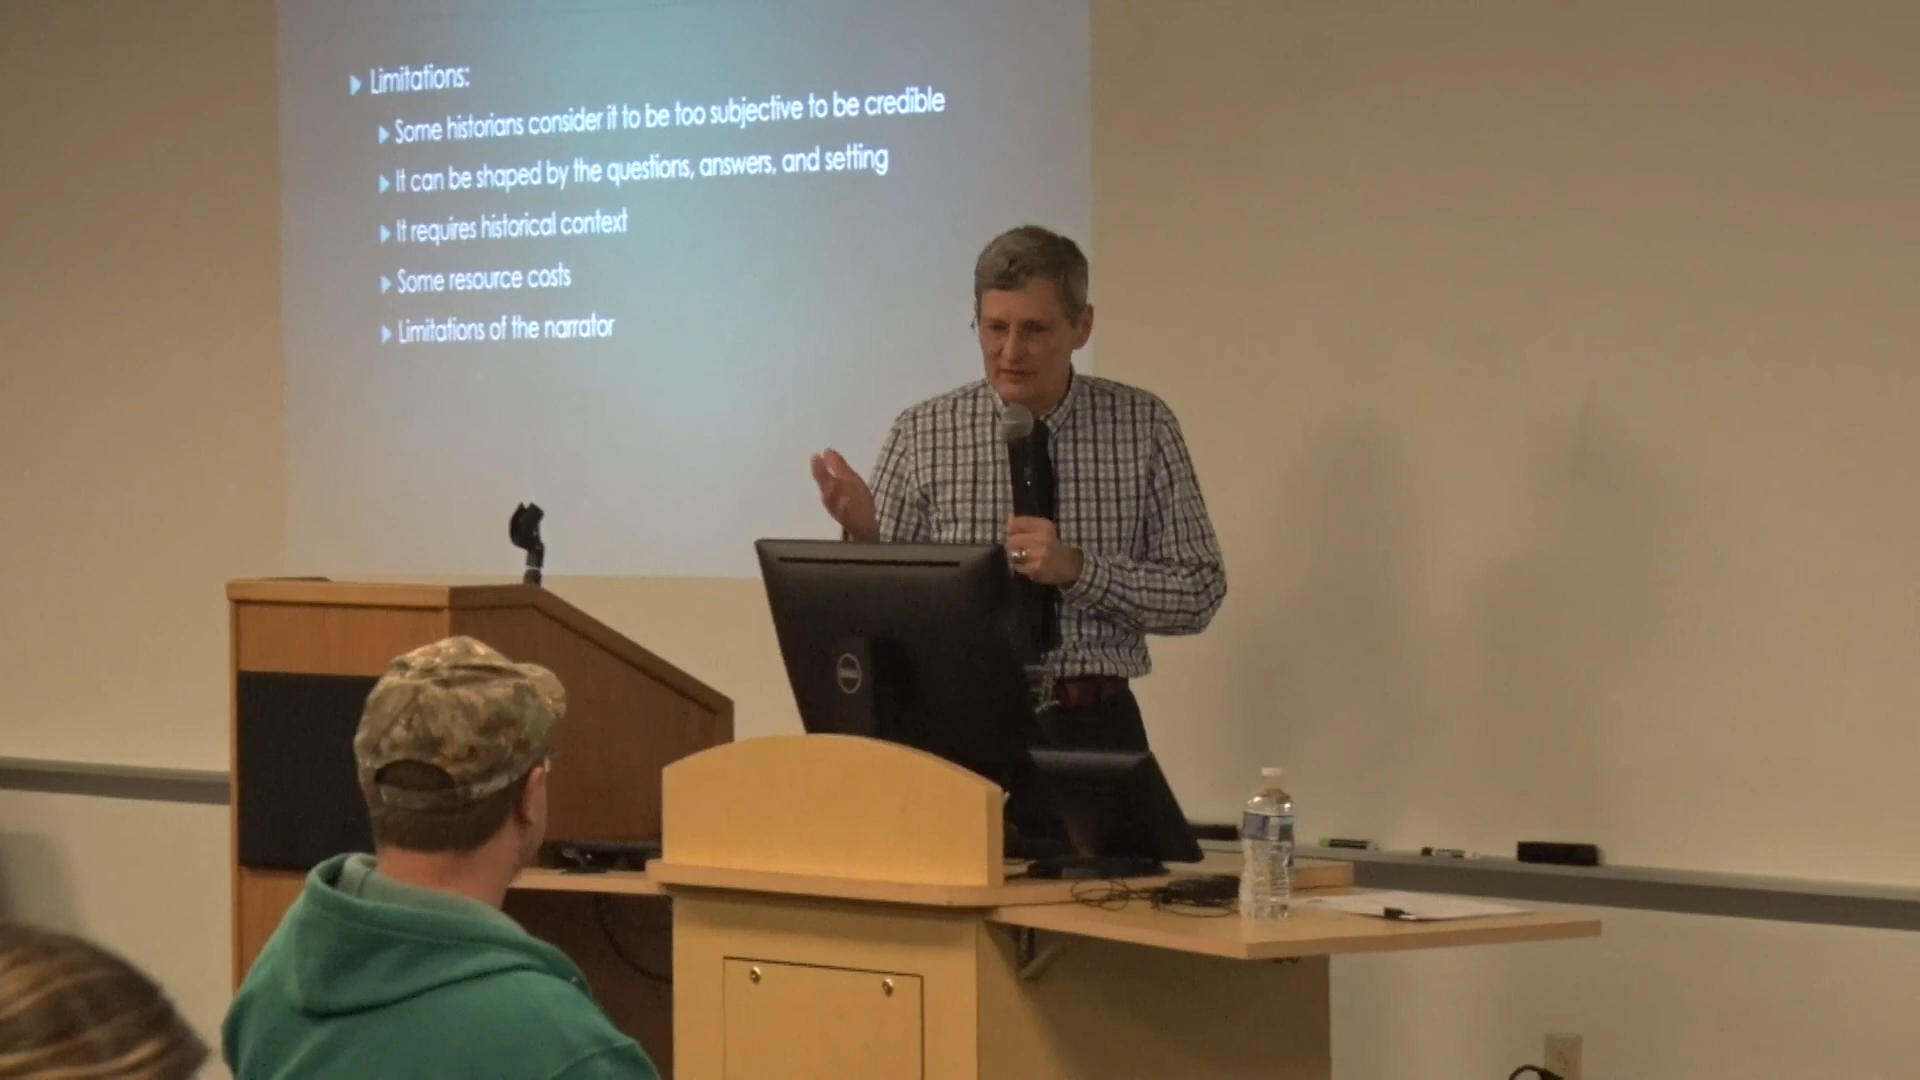 Limitations:
Some historians consider it to be too subjective to be credible
It can be shaped by the questions, answers, and setting
It requires historical context
Some resource costs
Limitations of the narrator
DELL